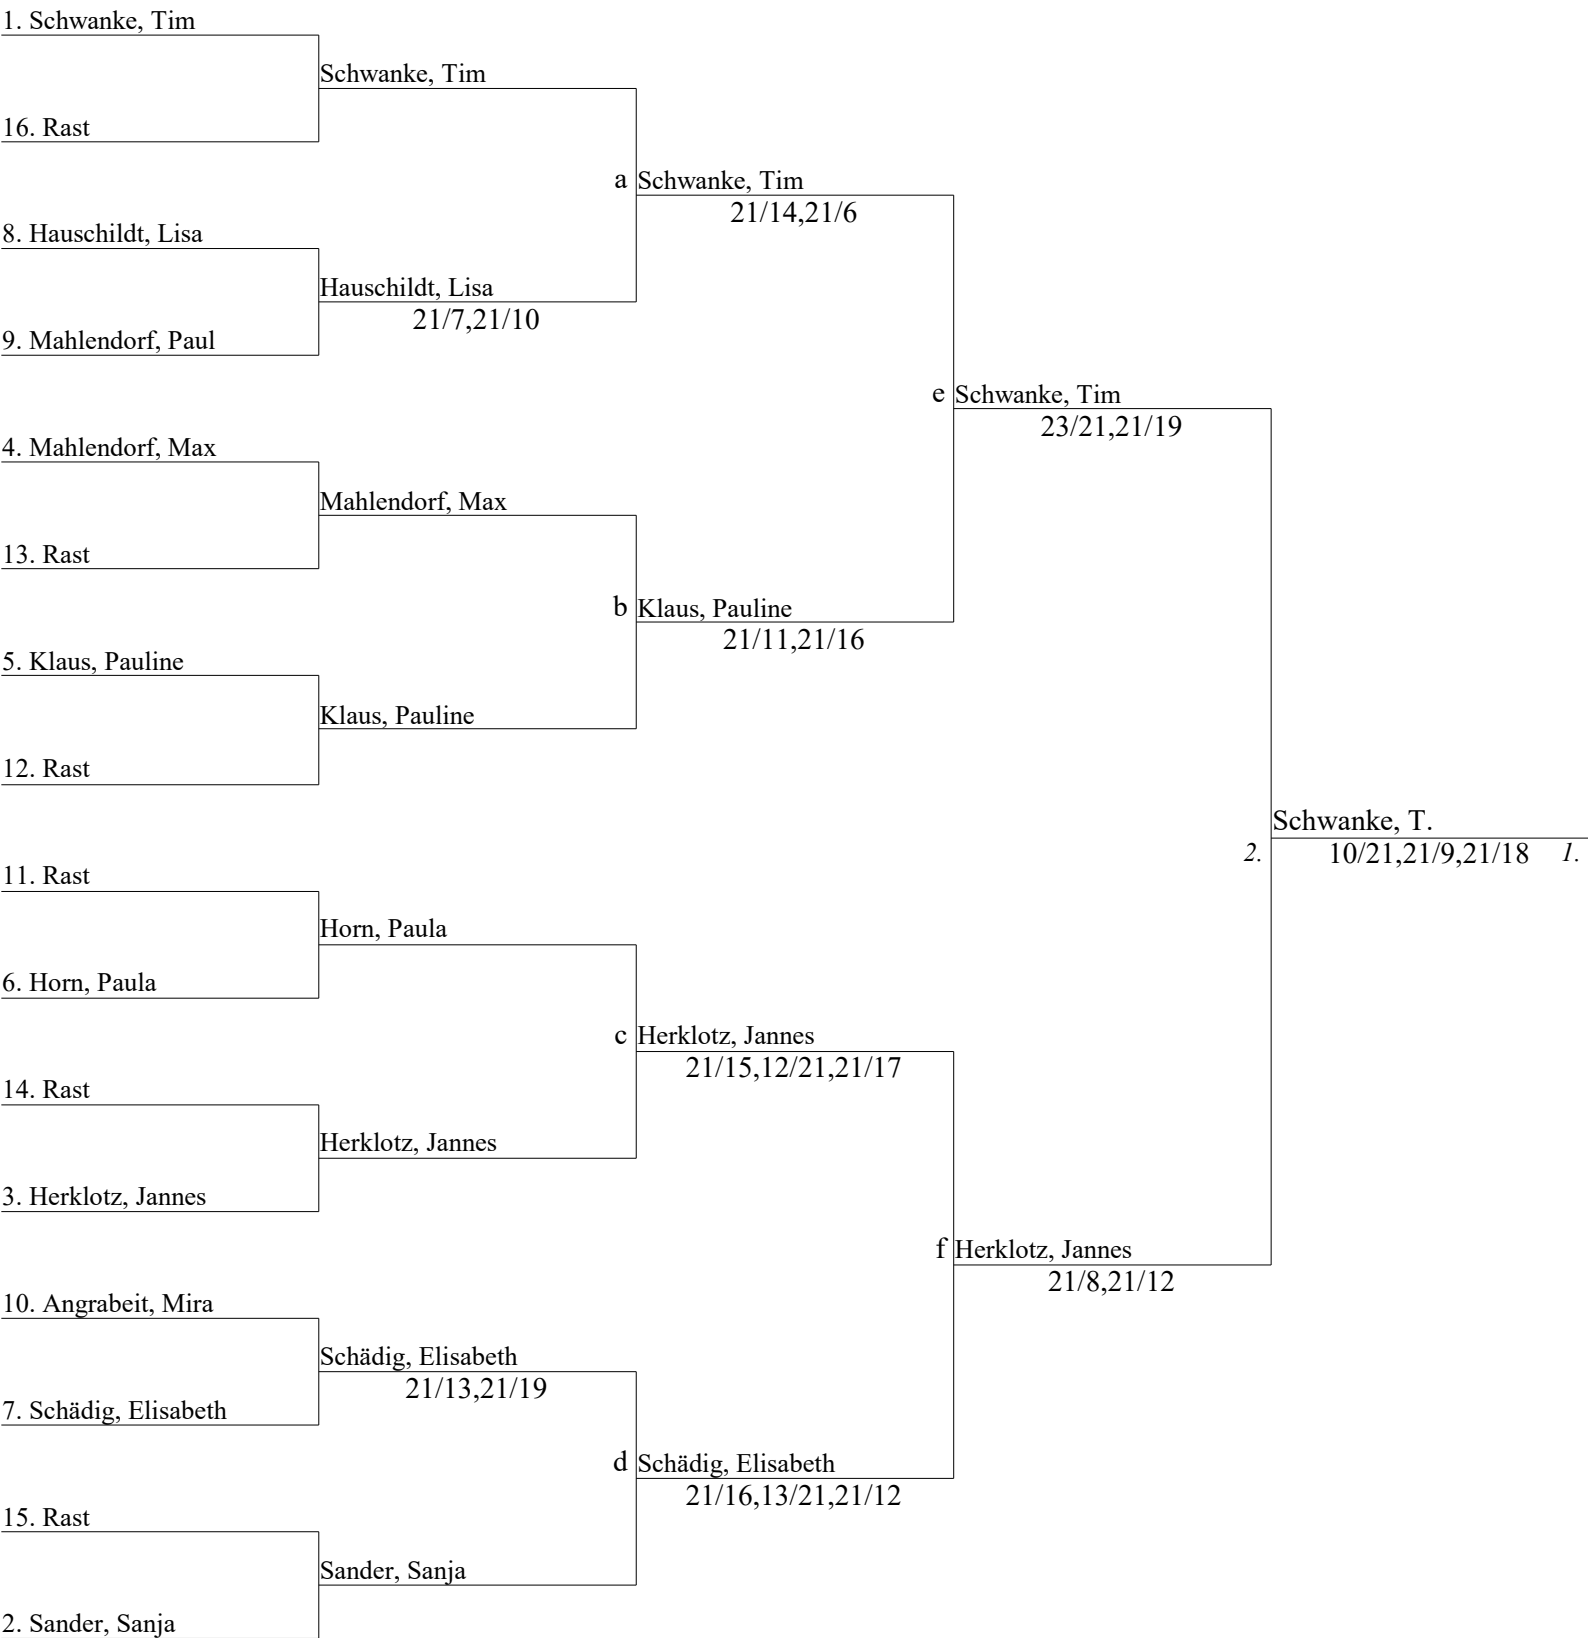 1. Schwanke, Tim
Schwanke, Tim
16. Rast
a Schwanke, Tim
21/14,21/6
8. Hauschildt, Lisa
Hauschildt, Lisa
21/7,21/10
9. Mahlendorf, Paul
e Schwanke, Tim
23/21,21/19
4. Mahlendorf, Max
Mahlendorf, Max
13. Rast
b Klaus, Pauline
21/11,21/16
5. Klaus, Pauline
Klaus, Pauline
12. Rast
Schwanke, T.
2. 10/21,21/9,21/18 1.
11. Rast
Horn, Paula
6. Horn, Paula
c Herklotz, Jannes
21/15,12/21,21/17
14. Rast
Herklotz, Jannes
3. Herklotz, Jannes
f Herklotz, Jannes
21/8,21/12
10. Angrabeit, Mira
Schädig, Elisabeth
21/13,21/19
7. Schädig, Elisabeth
d Schädig, Elisabeth
21/16,13/21,21/12
15. Rast
Sander, Sanja
2. Sander, Sanja